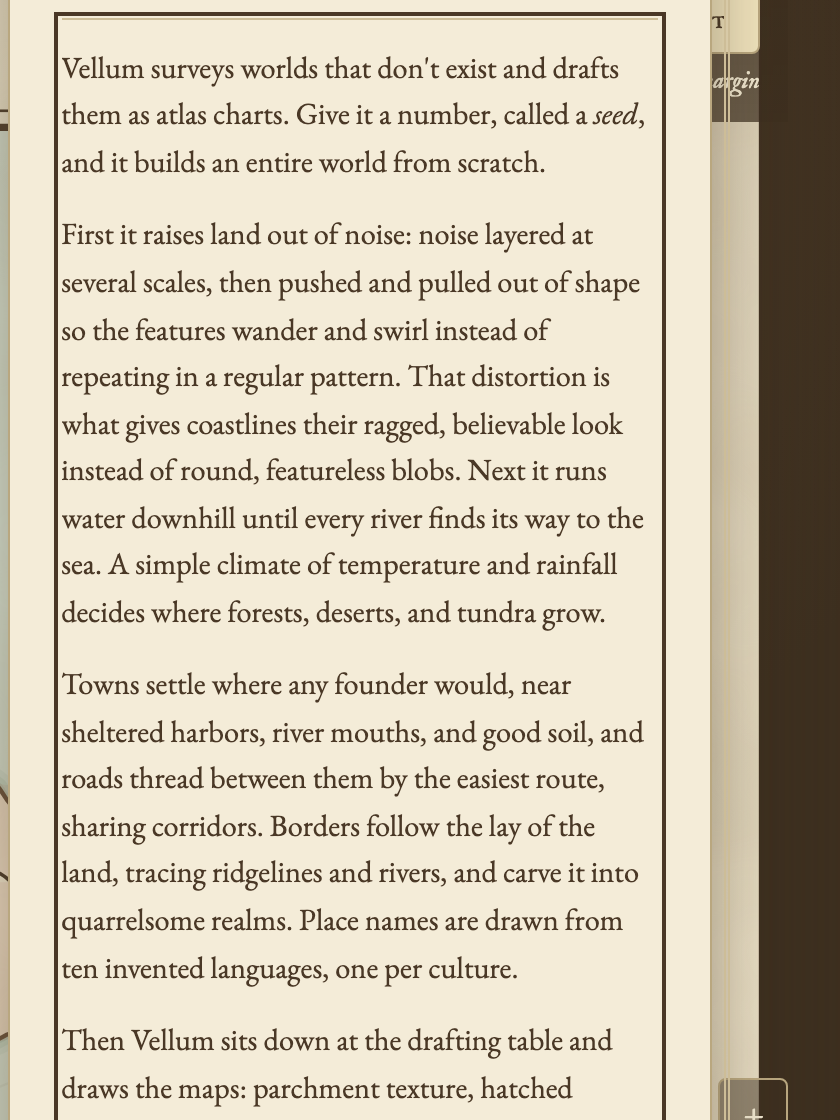 T
argin
Vellum surveys worlds that don't exist and drafts
them as atlas charts. Give it a number, called a seed,
and it builds an entire world from scratch.
First it raises land out of noise: noise layered at
several scales, then pushed and pulled out of shape
so the features wander and swirl instead of
repeating in a regular pattern. That distortion is
what gives coastlines their ragged, believable look
instead of round, featureless blobs. Next it runs
water downhill until every river finds its way to the
sea. A simple climate of temperature and rainfall
decides where forests, deserts, and tundra grow.
Towns settle where any founder would, near
sheltered harbors, river mouths, and good soil, and
roads thread between them by the easiest route,
sharing corridors. Borders follow the lay of the
land, tracing ridgelines and rivers, and carve it into
quarrelsome realms. Place names are drawn from
ten invented languages, one per culture.
Then Vellum sits down at the drafting table and
draws the maps: parchment texture, hatched
+